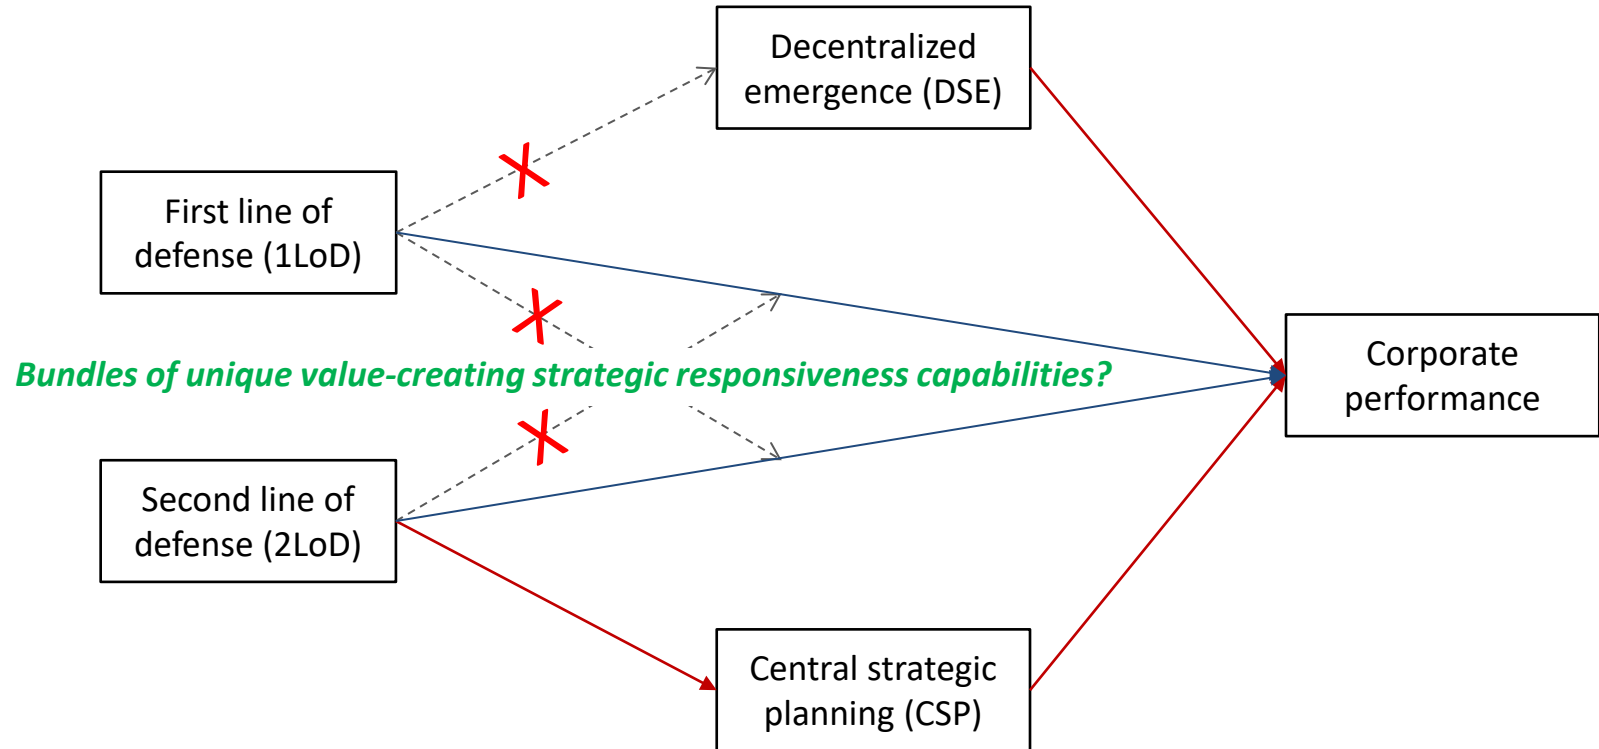 Decentralized
emergence (DSE)
First line of
defense (1LoD)
Bundles of unique value-creating strategic responsiveness capabilities?
Corporate
performance
Second line of
defense (2LoD)
Central strategic
planning (CSP)